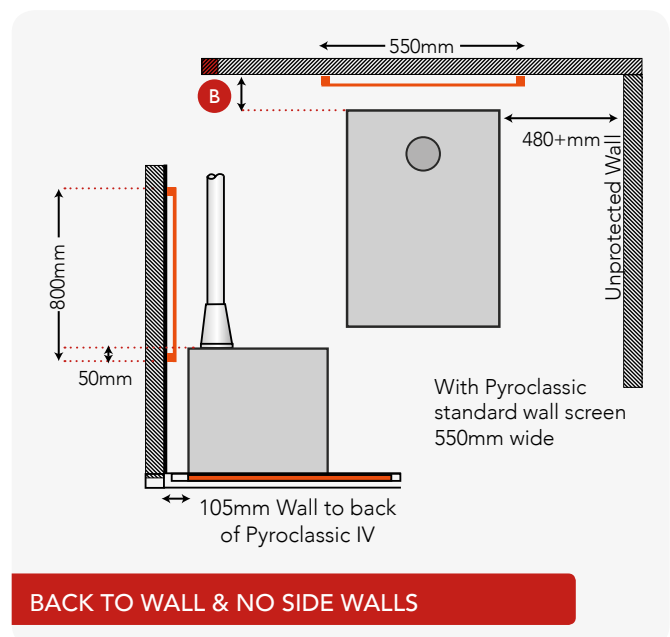 550mm
B
480+mm
Unprotected Wall
800mm
50mm
With Pyroclassic
standard wall screen
550mm wide
105mm Wall to back
of Pyroclassic IV
BACK TO WALL & NO SIDE WALLS